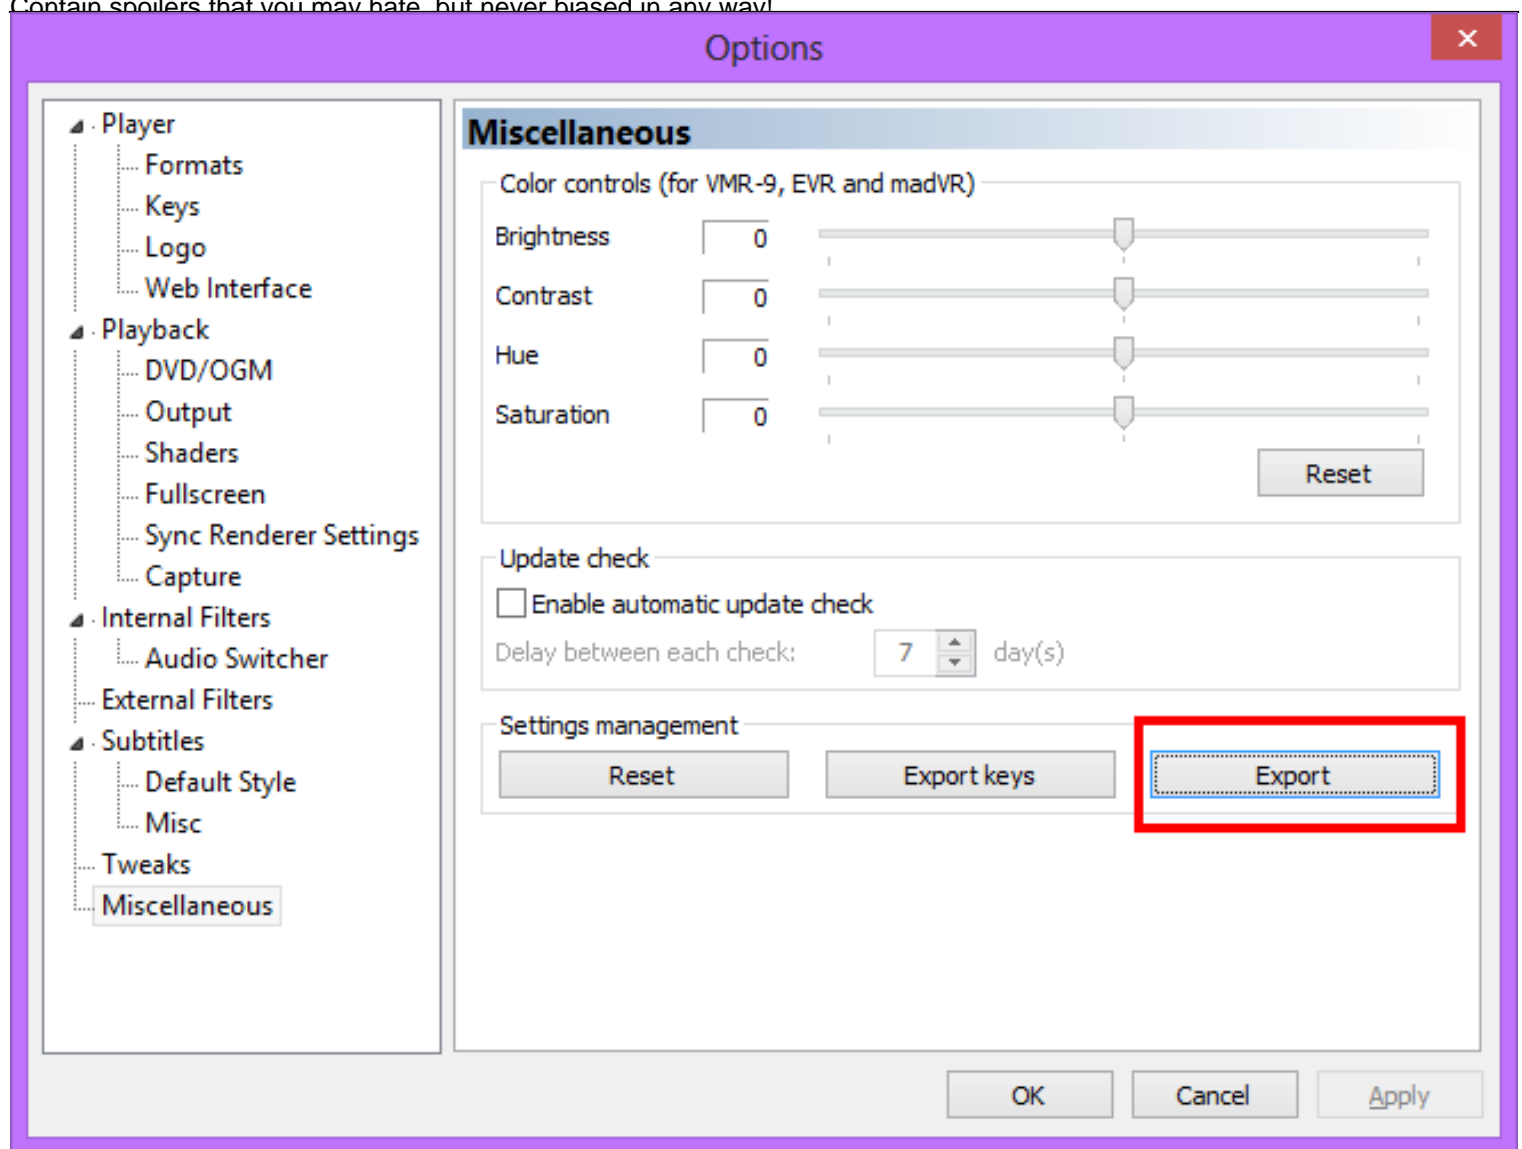 Contain spoilers that you may hate, but never biased in any way!
Options
Player
Formats
Keys
Logo
Web Interface
Playback
DVD/OGM
Output
Shaders
Fullscreen
Sync Renderer Settings
Capture
Internal Filters
Audio Switcher
External Filters
Subtitles
Default Style
Misc
Tweaks
Miscellaneous
Miscellaneous
Color controls (for VMR-9, EVR and madVR)
Brightness 0
Contrast 0
Hue 0
Saturation 0
Reset
Update check
Enable automatic update check
Delay between each check: 7 day(s)
Settings management
Reset Export keys Export
OK Cancel Apply